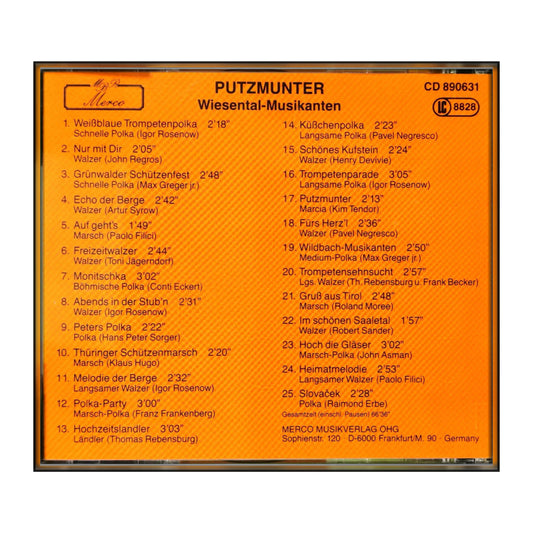 Merco
PUTZMUNTER
Wiesental-Musikanten
CD 890631
LC 8828
1. Weißblaue Trompetenpolka 2'18"
Schnelle Polka (Igor Rosenow)
2. Nur mit Dir 2'05"
Walzer (John Regros)
3. Grünwalder Schützenfest 2'48"
Schnelle Polka (Max Greger jr.)
4. Echo der Berge 2'42"
Walzer (Artur Syrow)
5. Auf geht's 1'49"
Marsch (Paolo Filici)
6. Freizeitwalzer 2'44"
Walzer (Toni Jägerndorf)
7. Monitschka 3'02"
Böhmische Polka (Conti Eckert)
8. Abends in der Stub'n 2'31"
Walzer (Igor Rosenow)
9. Peters Polka 2'22"
Polka (Hans Peter Sorger)
10. Thüringer Schützenmarsch 2'20"
Marsch (Klaus Hugo)
11. Melodie der Berge 2'32"
Langsamer Walzer (Igor Rosenow)
12. Polka-Party 3'00"
Marsch-Polka (Franz Frankenberg)
13. Hochzeitslandler 3'03"
Ländler (Thomas Rebensburg)
14. Küßchenpolka 2'23"
Langsame Polka (Pavel Negresco)
15. Schönes Kufstein 2'24"
Walzer (Henry Devivie)
16. Trompetenparade 3'05"
Langsame Polka (Igor Rosenow)
17. Putzmunter 2'13"
Marcia (Kim Tendor)
18. Fürs Herz'l 2'36"
Walzer (Pavel Negresco)
19. Wildbach-Musikanten 2'50"
Medium-Polka (Max Greger jr.)
20. Trompetensehnsucht 2'57"
Lgs. Walzer (Th. Rebensburg u. Frank Becker)
21. Gruß aus Tirol 2'48"
Marsch (Roland Moree)
22. Im schönen Saaletal 1'57"
Walzer (Robert Sander)
23. Hoch die Gläser 3'02"
Marsch-Polka (John Asman)
24. Heimatmelodie 2'53"
Langsamer Walzer (Paolo Filici)
25. Slovaček 2'28"
Polka (Raimond Erbe)
Gesamtzeit (einschl. Pausen) 66'36"
MERCO MUSIKVERLAG OHG
Sophienstr. 120 · D-6000 Frankfurt/M. 90 · Germany